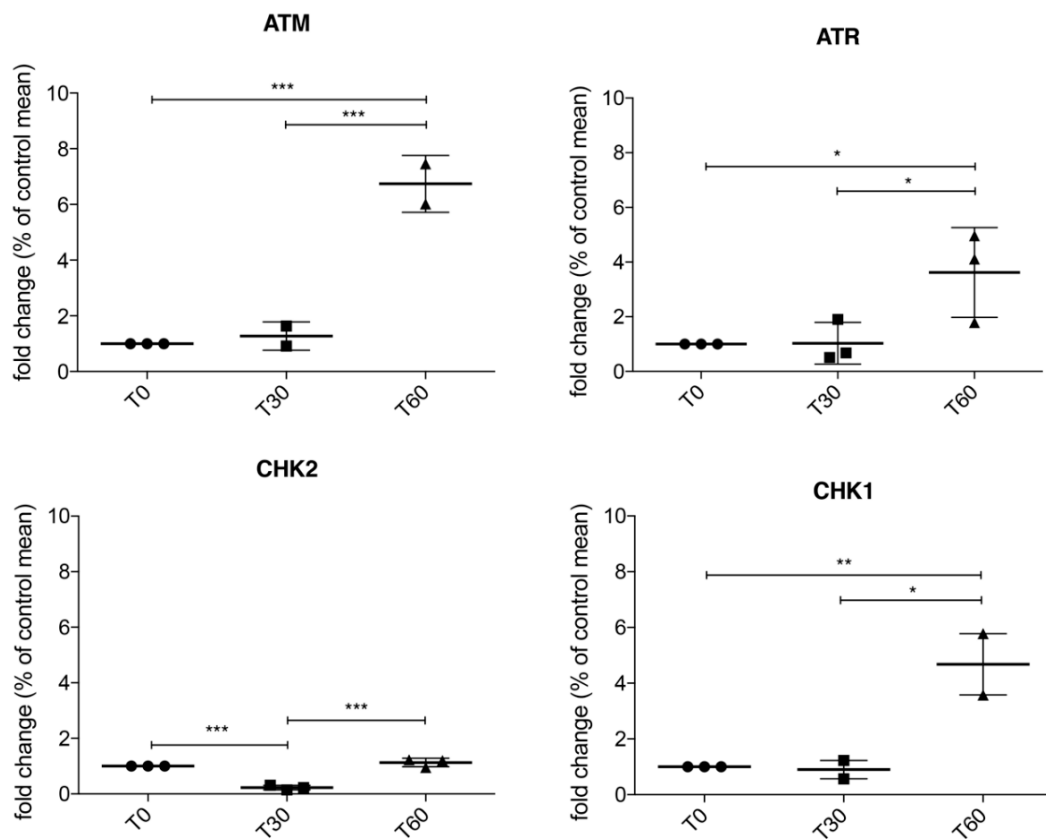 ATM
fold change (% of control mean)
10
8
6
4
2
0
***
***
T0
T30
T60
ATR
fold change (% of control mean)
10
8
6
4
2
0
*
*
T0
T30
T60
CHK2
fold change (% of control mean)
10
8
6
4
2
0
***
***
T0
T30
T60
CHK1
fold change (% of control mean)
10
8
6
4
2
0
**
*
T0
T30
T60